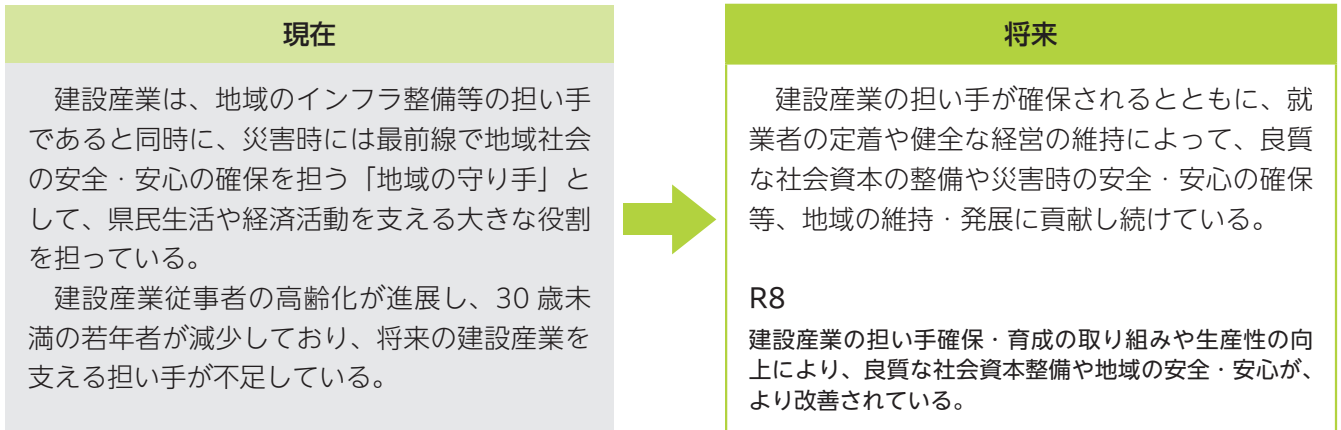 現在
建設産業は、地域のインフラ整備等の担い手
であると同時に、災害時には最前線で地域社会
の安全・安心の確保を担う「地域の守り手」と
して、県民生活や経済活動を支える大きな役割
を担っている。
建設産業従事者の高齢化が進展し、30 歳未
満の若年者が減少しており、将来の建設産業を
支える担い手が不足している。
将来
建設産業の担い手が確保されるとともに、就
業者の定着や健全な経営の維持によって、良質
な社会資本の整備や災害時の安全・安心の確保
等、地域の維持・発展に貢献し続けている。
R8
建設産業の担い手確保・育成の取り組みや生産性の向
上により、良質な社会資本整備や地域の安全・安心が、
より改善されている。